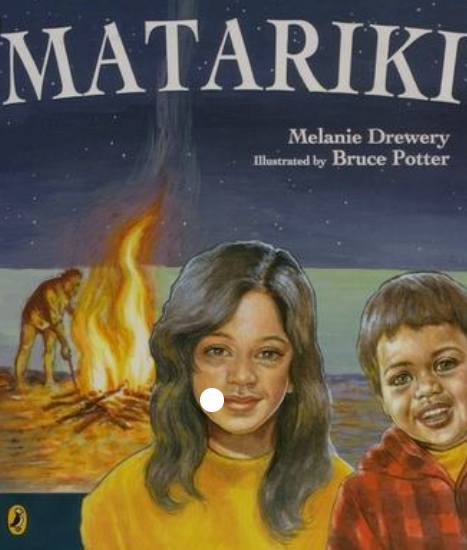 MATARIKI
Melanie Drewery
Illustrated by Bruce Potter